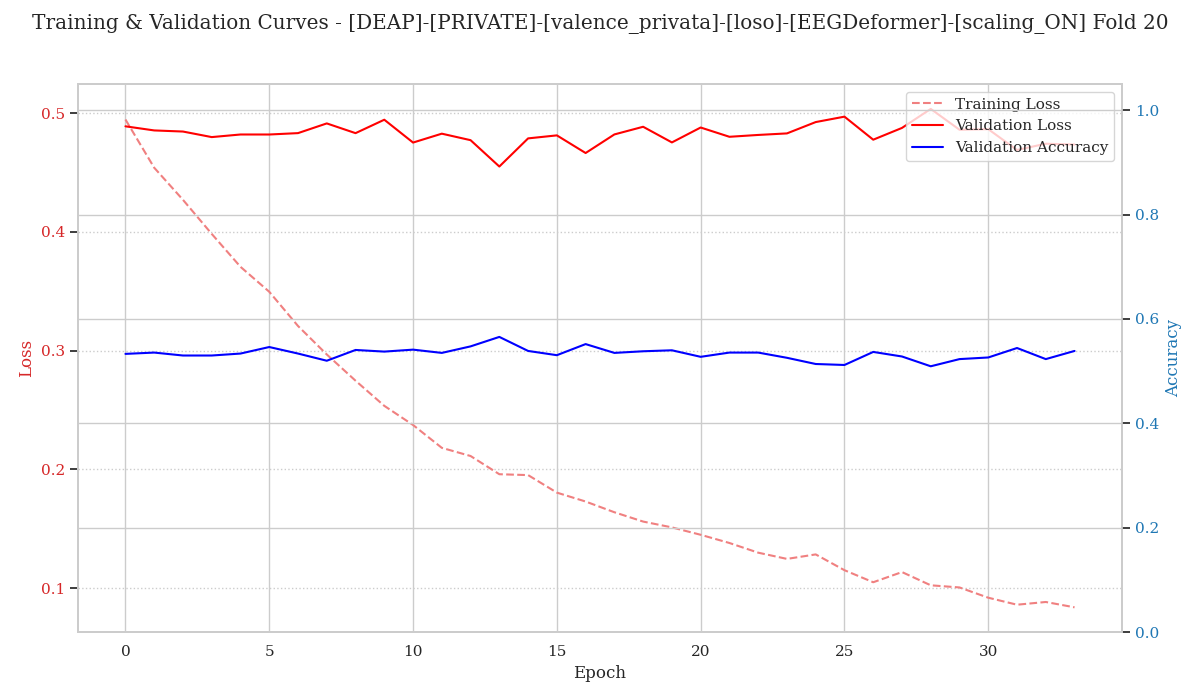 Training & Validation Curves - [DEAP]-[PRIVATE]-[valence_privata]-[loso]-[EEGDeformer]-[scaling_ON] Fold 20
Training Loss
Validation Loss
Validation Accuracy
0.5
0.4
0.3
0.2
0.1
Loss
1.0
0.8
0.6
0.4
0.2
0.0
Accuracy
0 5 10 15 20 25 30
Epoch